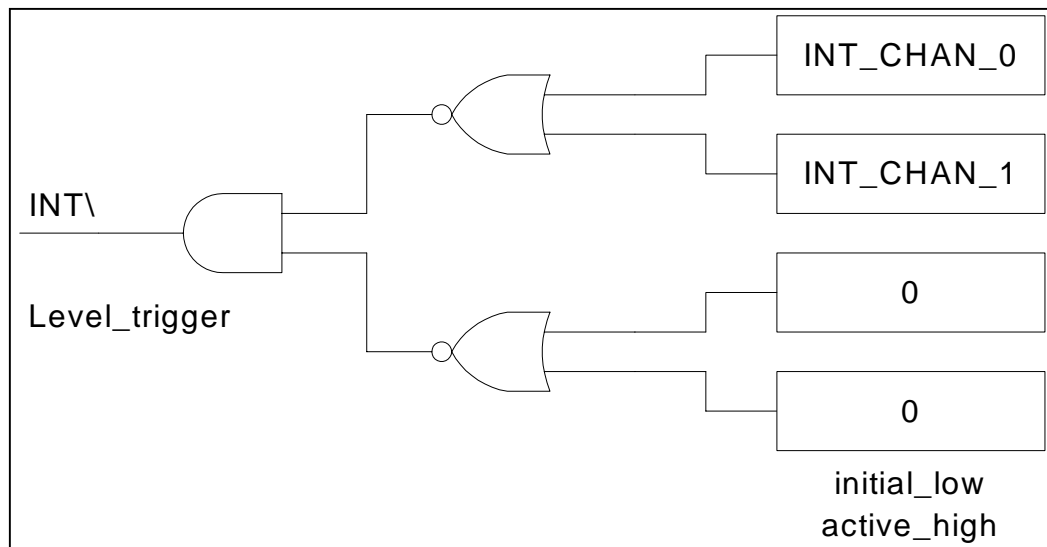 INT_CHAN_0
INT_CHAN_1
INT\
0
Level_trigger
0
initial_low
active_high